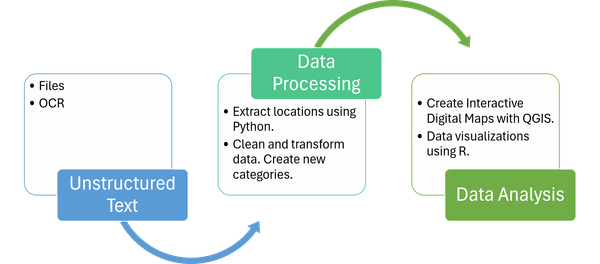 • Files
• OCR
Unstructured
Text
Data
Processing
• Extract locations using
Python.
• Clean and transform
data. Create new
categories.
• Create Interactive
Digital Maps with QGIS.
• Data visualizations
using R.
Data Analysis